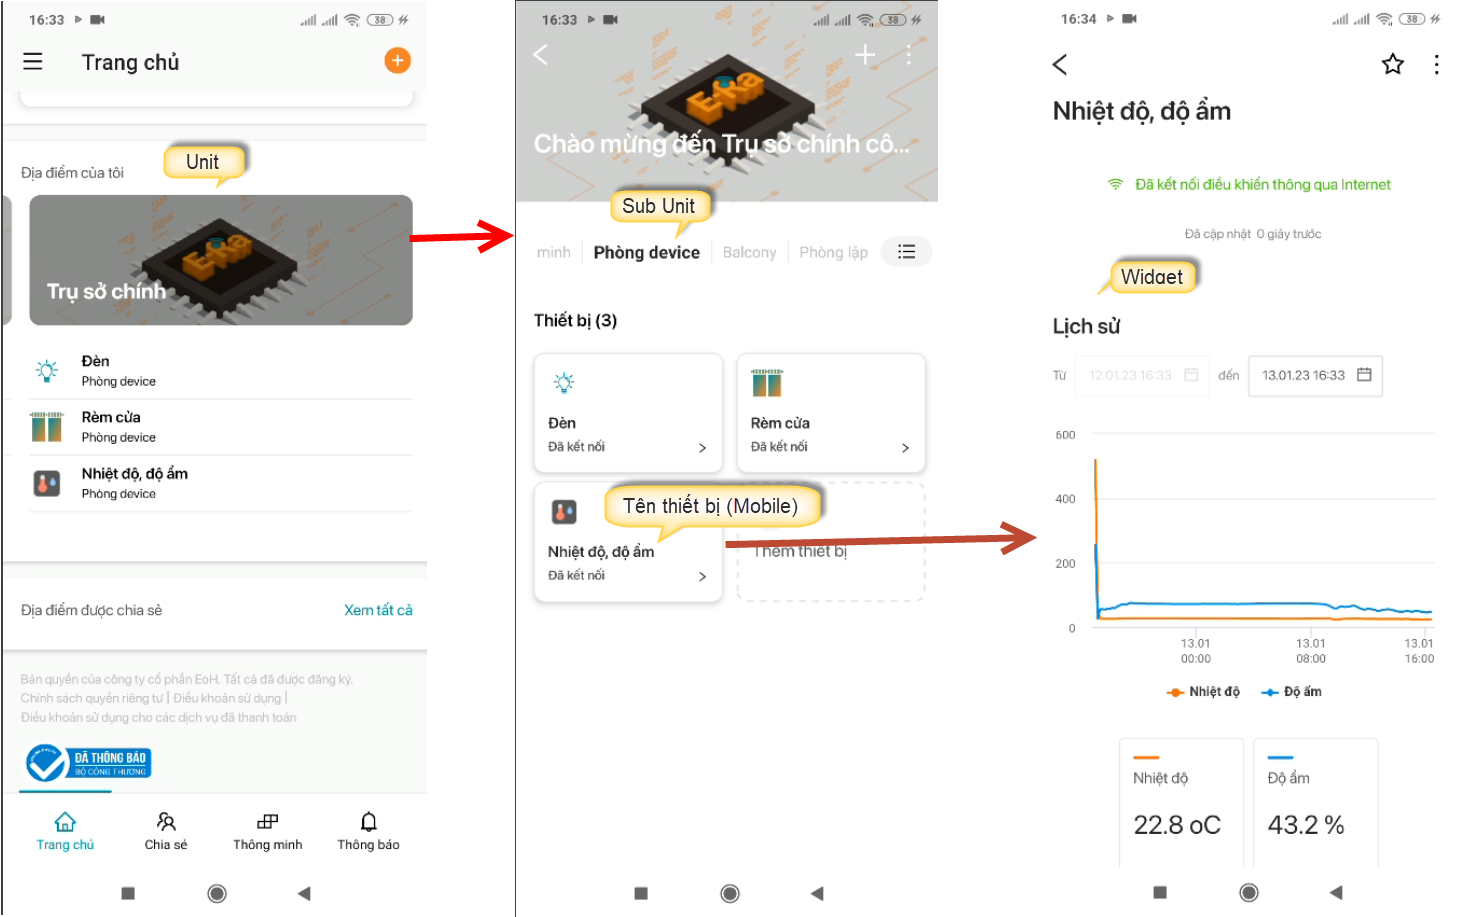 16:33
38
Trang chủ
Unit
Địa điểm của tôi
E-Ka
Trụ sở chính
Đèn
Phòng device
Rèm cửa
Phòng device
Nhiệt độ, độ ẩm
Phòng device
Địa điểm được chia sẻ
Xem tất cả
Bản quyền của công ty cổ phần EoH. Tất cả đã được đăng ký.
Chính sách quyền riêng tư | Điều khoản sử dụng |
Điều khoản sử dụng cho các dịch vụ đã thanh toán
ĐÃ THÔNG BÁO
BỘ CÔNG THƯƠNG
Trang chủ
Chia sẻ
Thông minh
Thông báo
16:33
38
E-Ka
Chào mừng đến Trụ sở chính cô...
Sub Unit
minh
Phòng device
Balcony
Phòng lập
Thiết bị (3)
Đèn
Đã kết nối
Rèm cửa
Đã kết nối
Tên thiết bị (Mobile)
Nhiệt độ, độ ẩm
Đã kết nối
Thêm thiết bị
16:34
38
Nhiệt độ, độ ẩm
Đã kết nối điều khiển thông qua Internet
Đã cập nhật 0 giây trước
Widget
Lịch sử
Từ
12.01.23 16:33
đến
13.01.23 16:33
600
400
200
0
13.01
00:00
13.01
08:00
13.01
16:00
Nhiệt độ
Độ ẩm
Nhiệt độ
22.8 oC
Độ ẩm
43.2 %